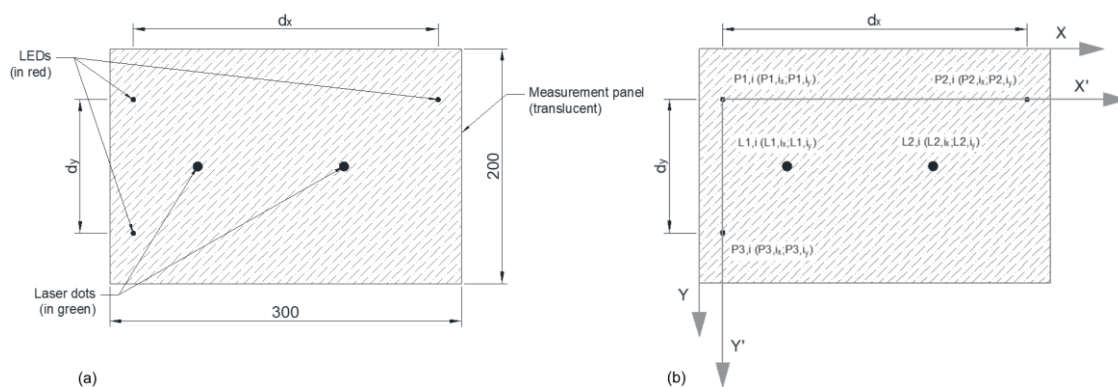 dx
LEDs
(in red)
Measurement panel
(translucent)
dy
200
Laser dots
(in green)
300
(a)
dx
X
P1,i (P1,ix;P1,iy)
P2,i (P2,ix;P2,iy)
X'
L1,i (L1,ix;L1,iy)
L2,i (L2,ix;L2,iy)
dy
P3,i (P3,ix;P3,iy)
Y
Y'
(b)